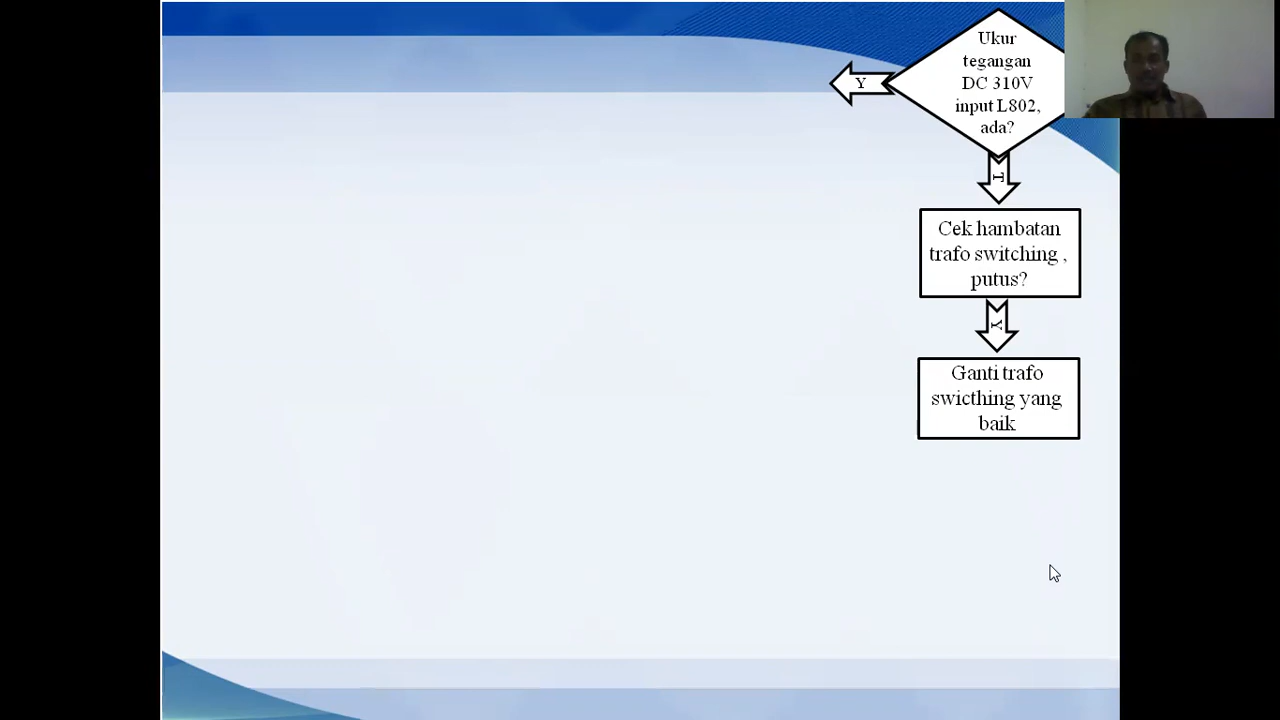 Ukur
tegangan
DC 310V
input L802,
ada?
Y
T
Cek hambatan
trafo switching ,
putus?
Y
Ganti trafo
swicthing yang
baik